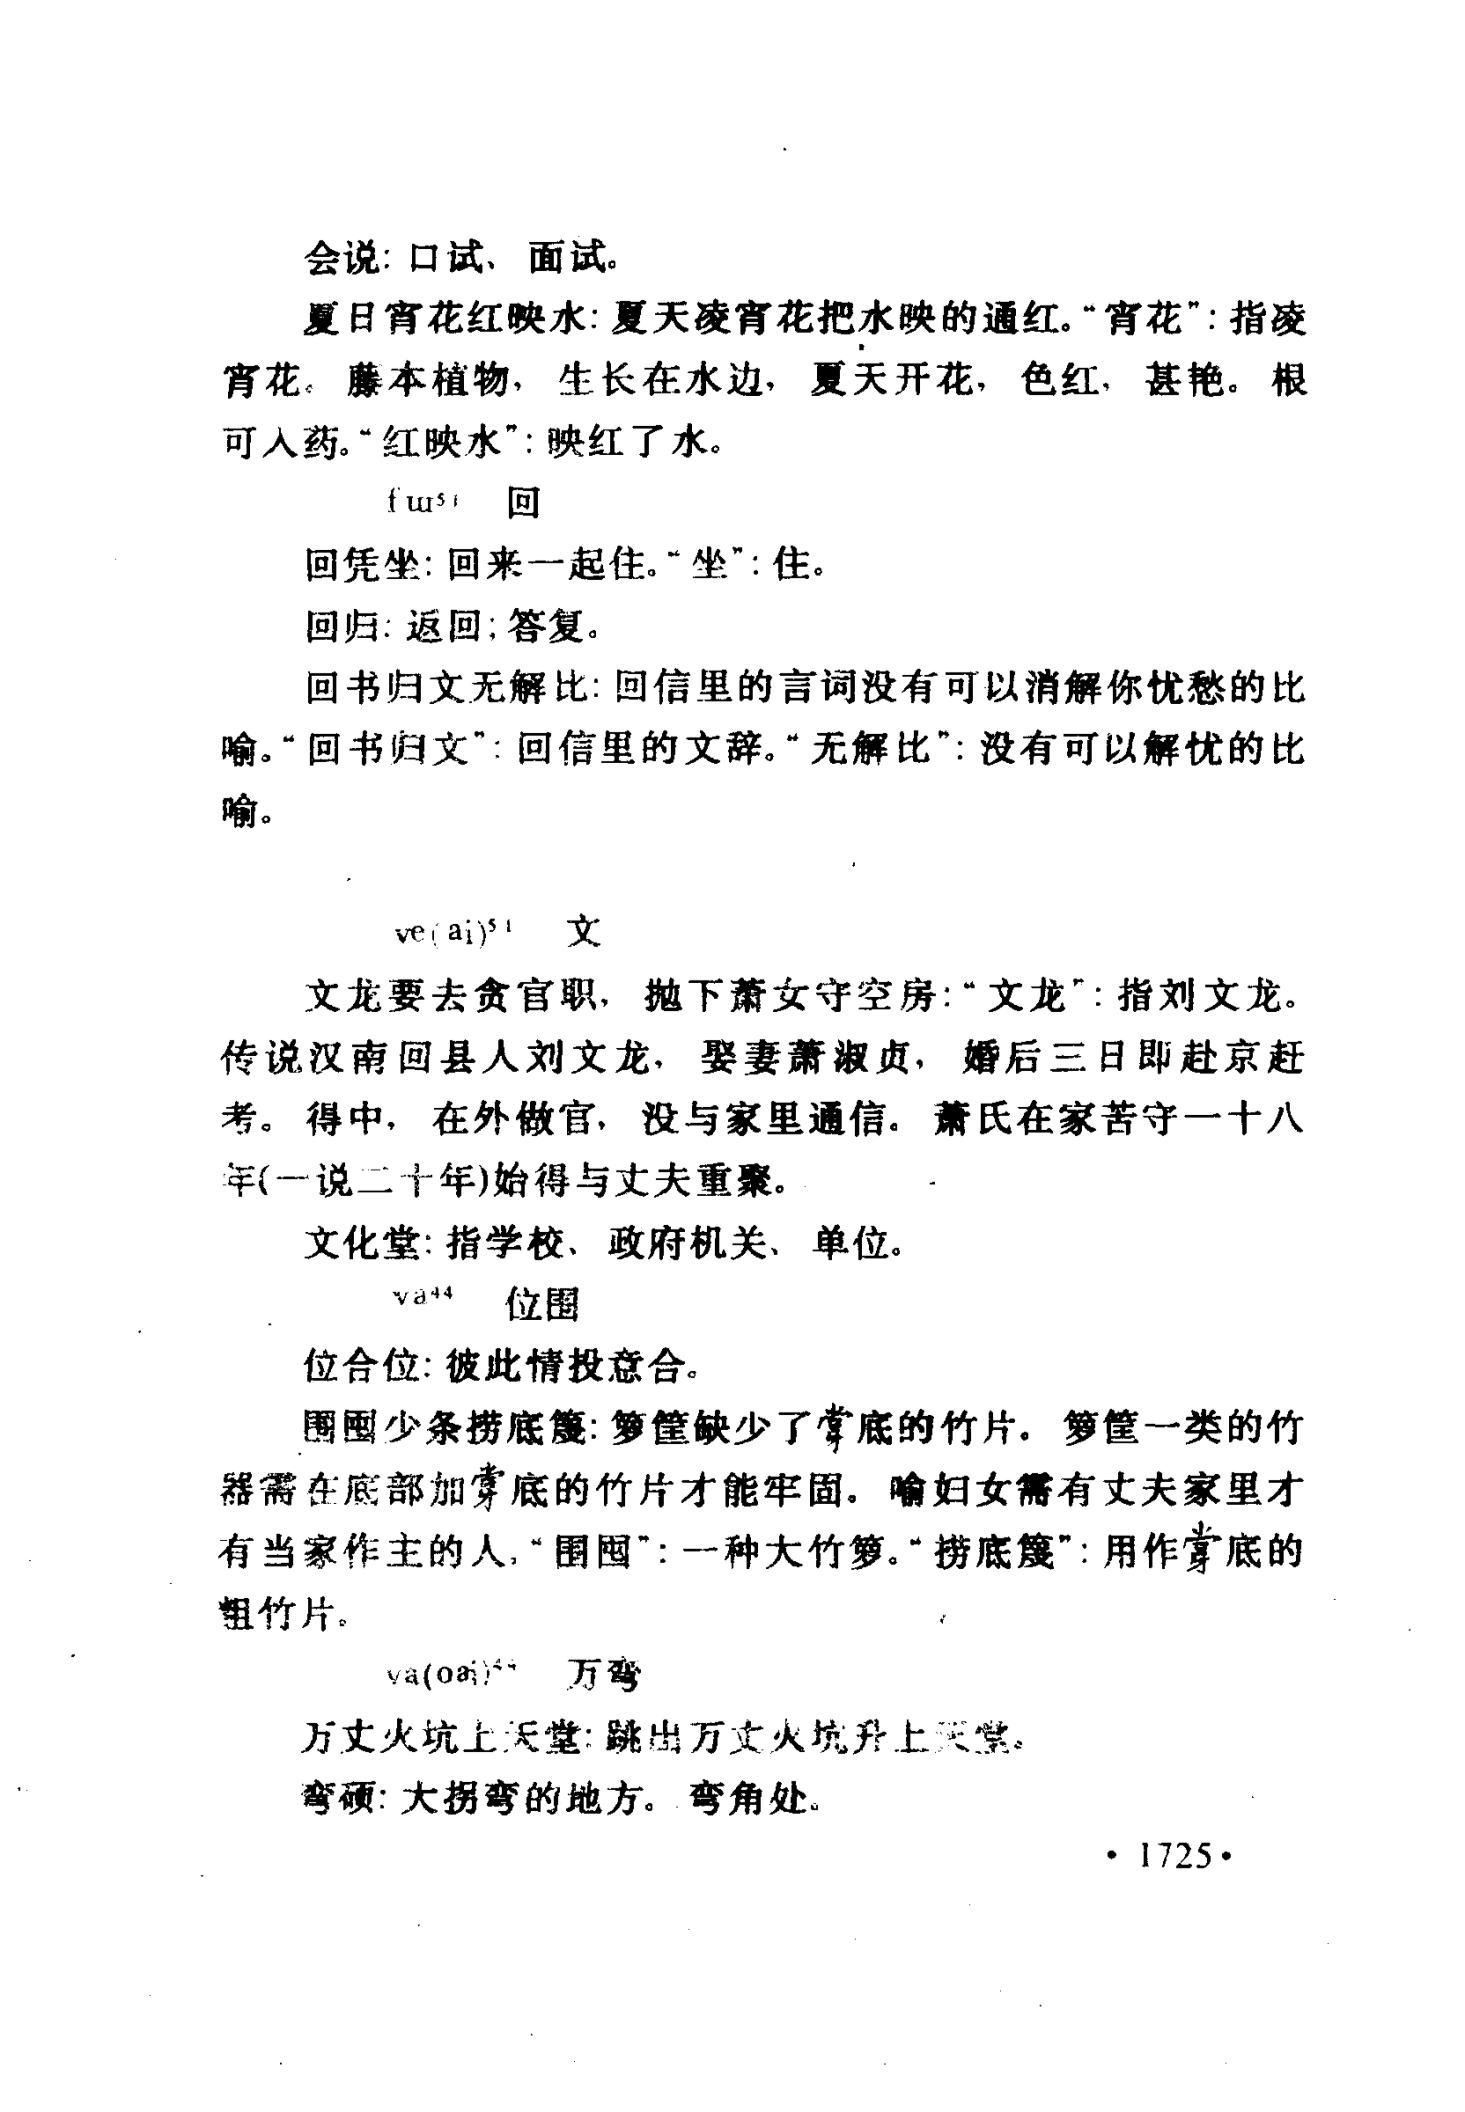 会说：口试、面试。
夏日宵花红映水：夏天凌宵花把水映的通红。“宵花”：指凌
宵花。藤本植物，生长在水边，夏天开花，色红，甚艳。根
可入药。“红映水”：映红了水。
fɯ⁵¹ 回
回凭坐：回来一起住。“坐”：住。
回归：返回；答复。
回书归文无解比：回信里的言词没有可以消解你忧愁的比
喻。“回书归文”：回信里的文辞。“无解比”：没有可以解忧的比
喻。
ve(ai)⁵¹ 文
文龙要去贪官职，抛下萧女守空房：“文龙”：指刘文龙。
传说汉南回县人刘文龙，娶妻萧淑贞，婚后三日即赴京赶
考。得中，在外做官，没与家里通信。萧氏在家苦守一十八
年(一说二十年)始得与丈夫重聚。
文化堂：指学校、政府机关、单位。
va⁴⁴ 位围
位合位：彼此情投意合。
围囤少条捞底篾：箩筐缺少了底的竹片。箩筐一类的竹
器需在底部加底的竹片才能牢固。喻妇女需有丈夫家里才
有当家作主的人，“围囤”：一种大竹箩。“捞底篾”：用作底的
粗竹片。
va(oai)⁴⁴ 万弯
万丈火坑上天堂：跳出万丈火坑升上天堂。
弯硕：大拐弯的地方。弯角处。
·1725·